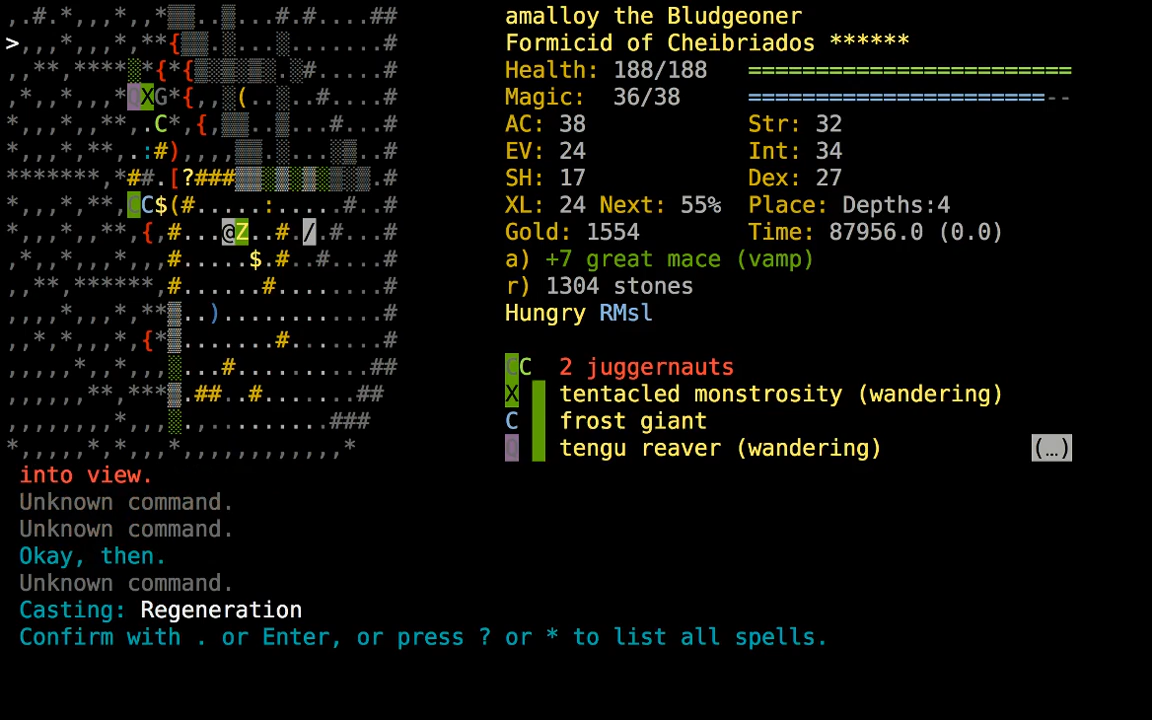 amalloy the Bludgeoner
Formicid of Cheibriados ******
Health: 188/188 ========================
Magic: 36/38 ======================--
AC: 38 Str: 32
EV: 24 Int: 34
SH: 17 Dex: 27
XL: 24 Next: 55% Place: Depths:4
Gold: 1554 Time: 87956.0 (0.0)
a) +7 great mace (vamp)
r) 1304 stones
Hungry RMsl
CC 2 juggernauts
X tentacled monstrosity (wandering)
C frost giant
Q tengu reaver (wandering) (…)
into view.
Unknown command.
Unknown command.
Okay, then.
Unknown command.
Casting: Regeneration
Confirm with . or Enter, or press ? or * to list all spells.